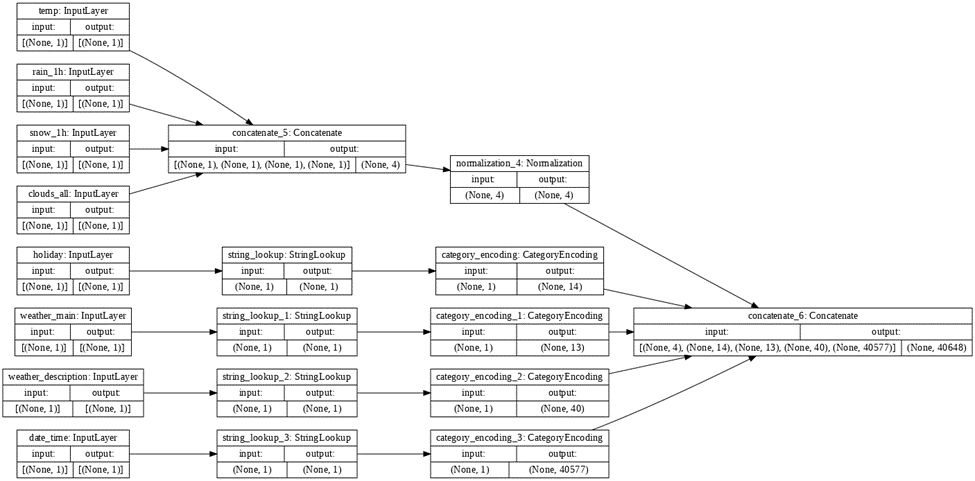 temp: InputLayer
input: output:
[(None, 1)] [(None, 1)]
rain_1h: InputLayer
input: output:
[(None, 1)] [(None, 1)]
snow_1h: InputLayer
input: output:
[(None, 1)] [(None, 1)]
clouds_all: InputLayer
input: output:
[(None, 1)] [(None, 1)]
concatenate_5: Concatenate
input: output:
[(None, 1), (None, 1), (None, 1), (None, 1)] (None, 4)
normalization_4: Normalization
input: output:
(None, 4) (None, 4)
holiday: InputLayer
input: output:
[(None, 1)] [(None, 1)]
string_lookup: StringLookup
input: output:
(None, 1) (None, 1)
category_encoding: CategoryEncoding
input: output:
(None, 1) (None, 14)
weather_main: InputLayer
input: output:
[(None, 1)] [(None, 1)]
string_lookup_1: StringLookup
input: output:
(None, 1) (None, 1)
category_encoding_1: CategoryEncoding
input: output:
(None, 1) (None, 13)
concatenate_6: Concatenate
input: output:
[(None, 4), (None, 14), (None, 13), (None, 40), (None, 40577)] (None, 40648)
weather_description: InputLayer
input: output:
[(None, 1)] [(None, 1)]
string_lookup_2: StringLookup
input: output:
(None, 1) (None, 1)
category_encoding_2: CategoryEncoding
input: output:
(None, 1) (None, 40)
date_time: InputLayer
input: output:
[(None, 1)] [(None, 1)]
string_lookup_3: StringLookup
input: output:
(None, 1) (None, 1)
category_encoding_3: CategoryEncoding
input: output:
(None, 1) (None, 40577)